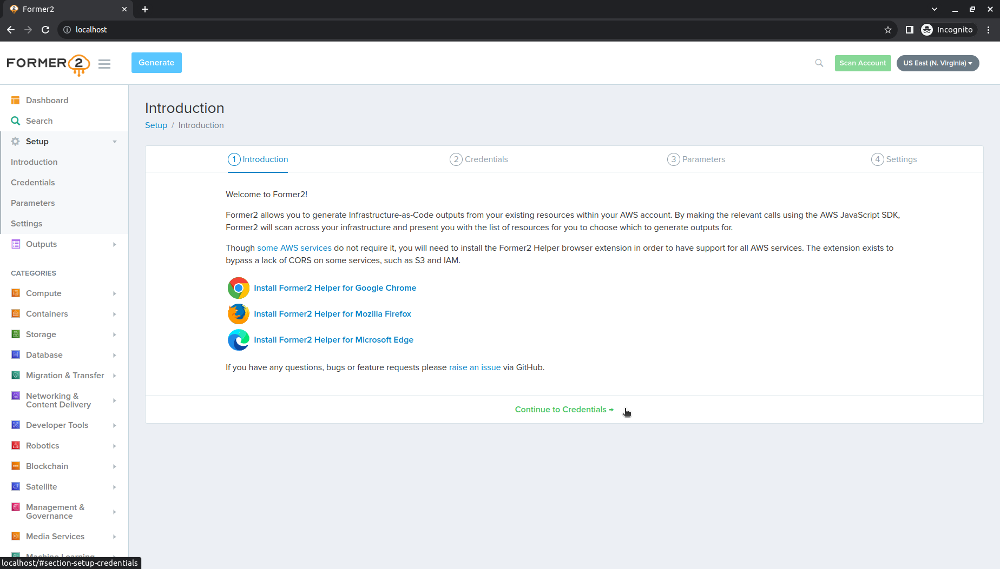 Former2
localhost
Incognito
FORMER2
Generate
Scan Account
US East (N. Virginia)
Dashboard
Search
Setup
Introduction
Credentials
Parameters
Settings
Outputs
CATEGORIES
Compute
Containers
Storage
Database
Migration & Transfer
Networking &
Content Delivery
Developer Tools
Robotics
Blockchain
Satellite
Management &
Governance
Media Services
Machine Learning
localhost/#section-setup-credentials
Introduction
Setup / Introduction
1 Introduction
2 Credentials
3 Parameters
4 Settings
Welcome to Former2!
Former2 allows you to generate Infrastructure-as-Code outputs from your existing resources within your AWS account. By making the relevant calls using the AWS JavaScript SDK,
Former2 will scan across your infrastructure and present you with the list of resources for you to choose which to generate outputs for.
Though some AWS services do not require it, you will need to install the Former2 Helper browser extension in order to have support for all AWS services. The extension exists to
bypass a lack of CORS on some services, such as S3 and IAM.
Install Former2 Helper for Google Chrome
Install Former2 Helper for Mozilla Firefox
Install Former2 Helper for Microsoft Edge
If you have any questions, bugs or feature requests please raise an issue via GitHub.
Continue to Credentials →